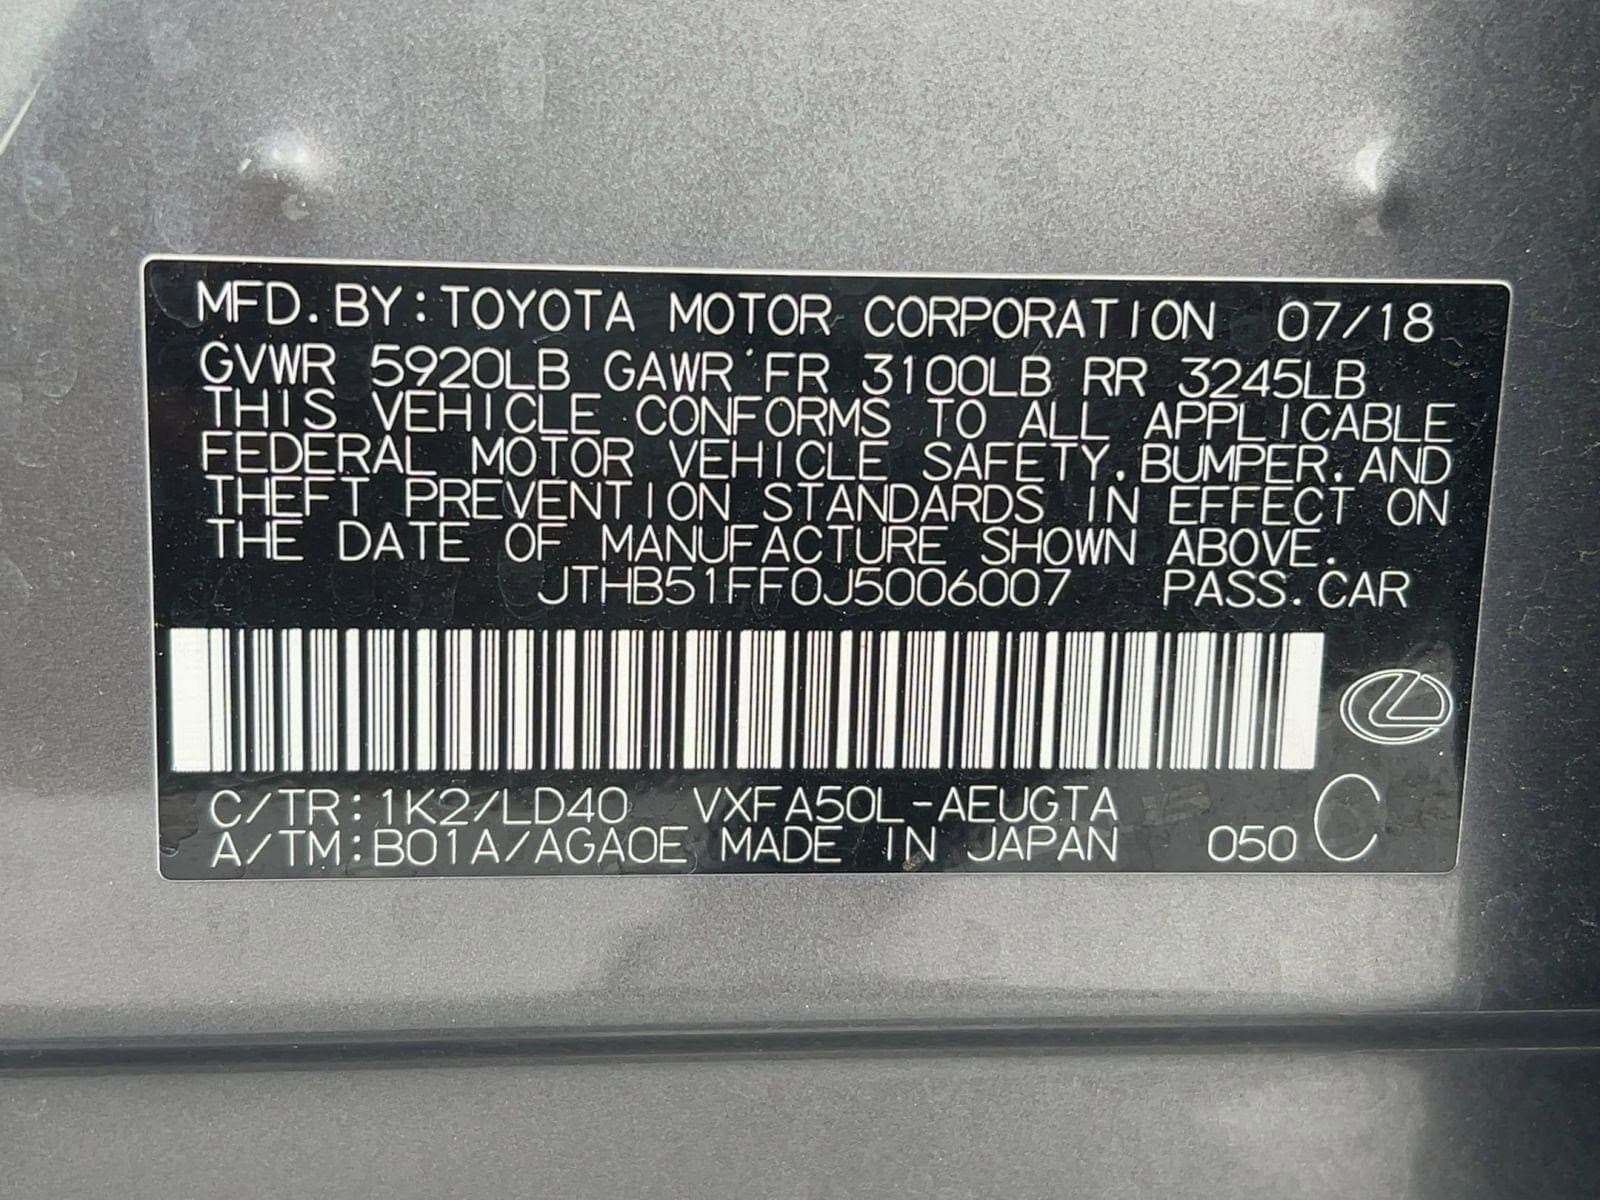 MFD. BY: TOYOTA MOTOR CORPORATION 07/18
GVWR 5920LB GAWR FR 3100LB RR 3245LB
THIS VEHICLE CONFORMS TO ALL APPLICABLE
FEDERAL MOTOR VEHICLE SAFETY. BUMPER. AND
THEFT PREVENTION STANDARDS IN EFFECT ON
THE DATE OF MANUFACTURE SHOWN ABOVE.
JTHB51FF0J5006007 PASS. CAR
C/TR: 1K2/LD40 VXFA50L-AEUGTA
A/TM: B01A/AGA0E MADE IN JAPAN 050 C